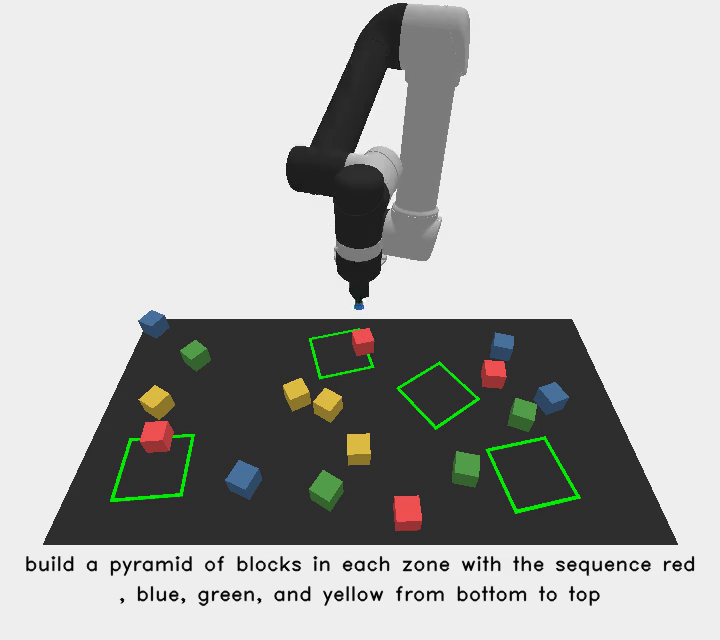 build a pyramid of blocks in each zone with the sequence red
, blue, green, and yellow from bottom to top